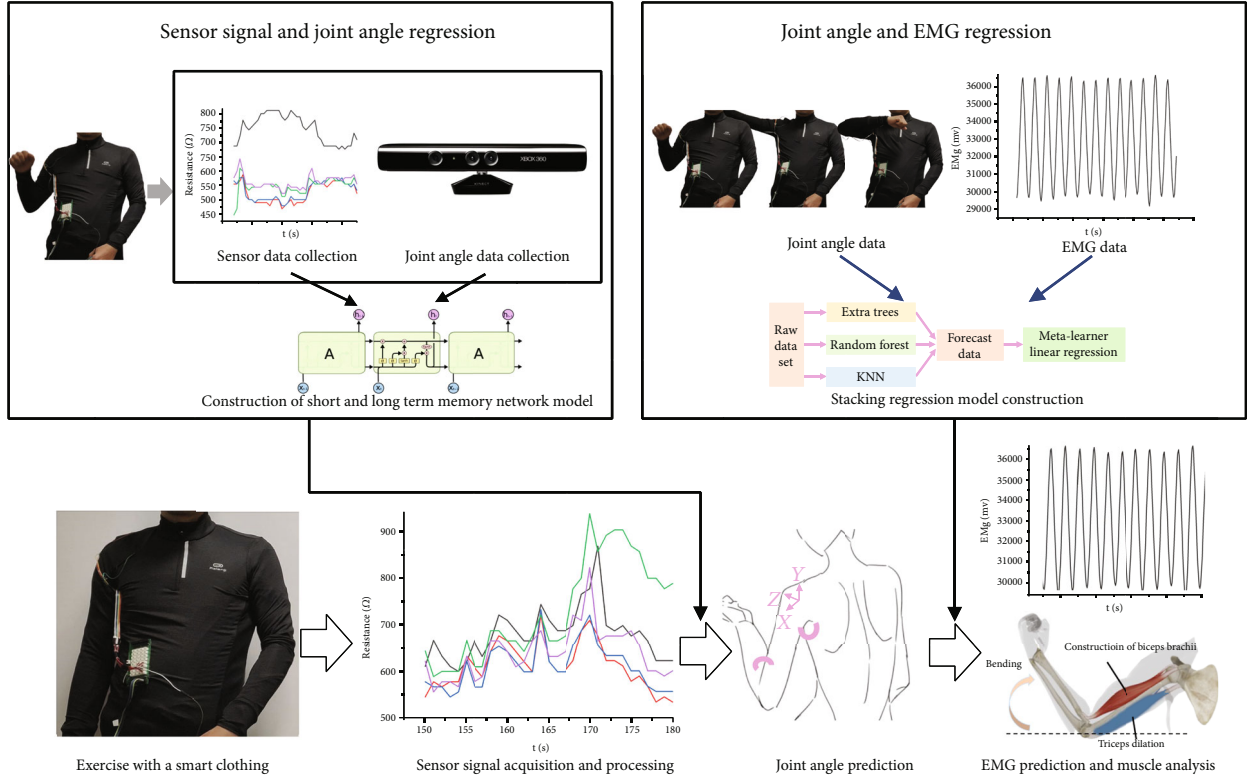 Sensor signal and joint angle regression
800
750
700
650
600
550
500
450
Resistance (Ω)
t (s)
XBOX 360
Sensor data collection
Joint angle data collection
A
A
Construction of short and long term memory network model
Joint angle and EMG regression
36000
35000
34000
33000
32000
31000
30000
29000
EMg (mv)
t (s)
Joint angle data
EMG data
Raw
data
set
Extra trees
Random forest
KNN
Forecast
data
Meta-learner
linear regression
Stacking regression model construction
Exercise with a smart clothing
900
800
700
600
500
Resistance (Ω)
150
155
160
165
170
175
180
t (s)
Sensor signal acquisition and processing
Y
Z
X
Joint angle prediction
36000
35000
34000
33000
32000
31000
30000
EMg (mv)
t (s)
Bending
Constructioin of biceps brachii
Triceps dilation
EMG prediction and muscle analysis